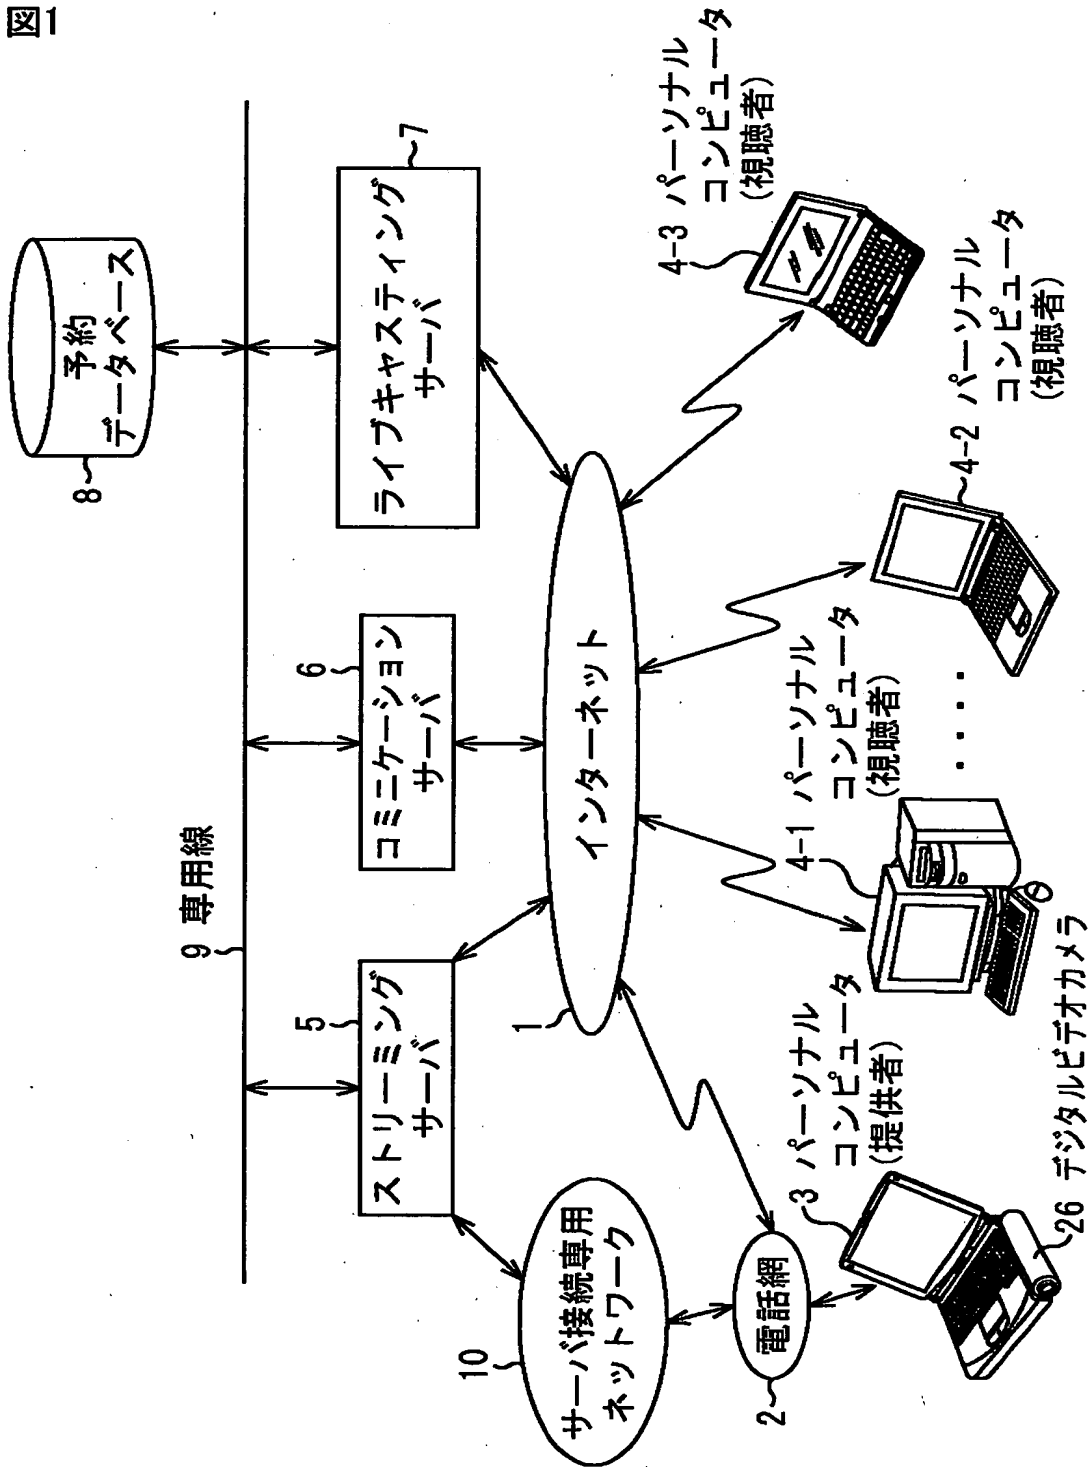 図1
予約
データベース
8
9 専用線
ストリーミング
サーバ
5
コミニケーション
サーバ
6
ライブキャスティング
サーバ
7
サーバ接続専用
ネットワーク
10
インターネット
1
電話網
2
3 パーソナル
コンピュータ
(提供者)
26 デジタルビデオカメラ
4-1 パーソナル
コンピュータ
(視聴者)
・・・・・
4-2 パーソナル
コンピュータ
(視聴者)
4-3 パーソナル
コンピュータ
(視聴者)